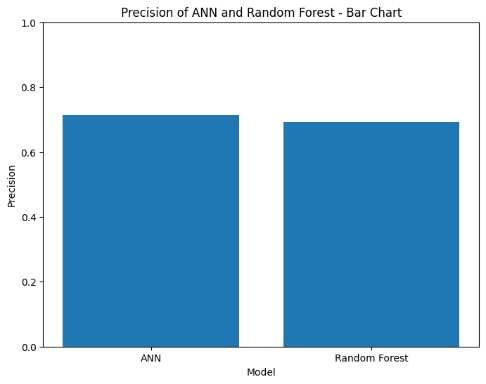 Precision of ANN and Random Forest - Bar Chart
1.0
0.8
0.6
0.4
0.2
0.0
Precision
ANN
Random Forest
Model